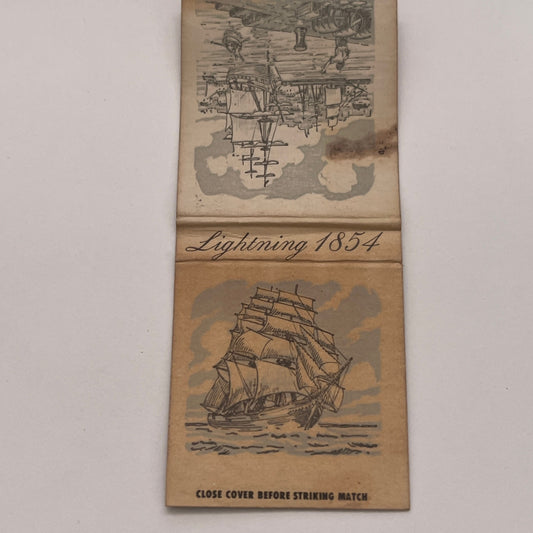 Lightning 1854
CLOSE COVER BEFORE STRIKING MATCH